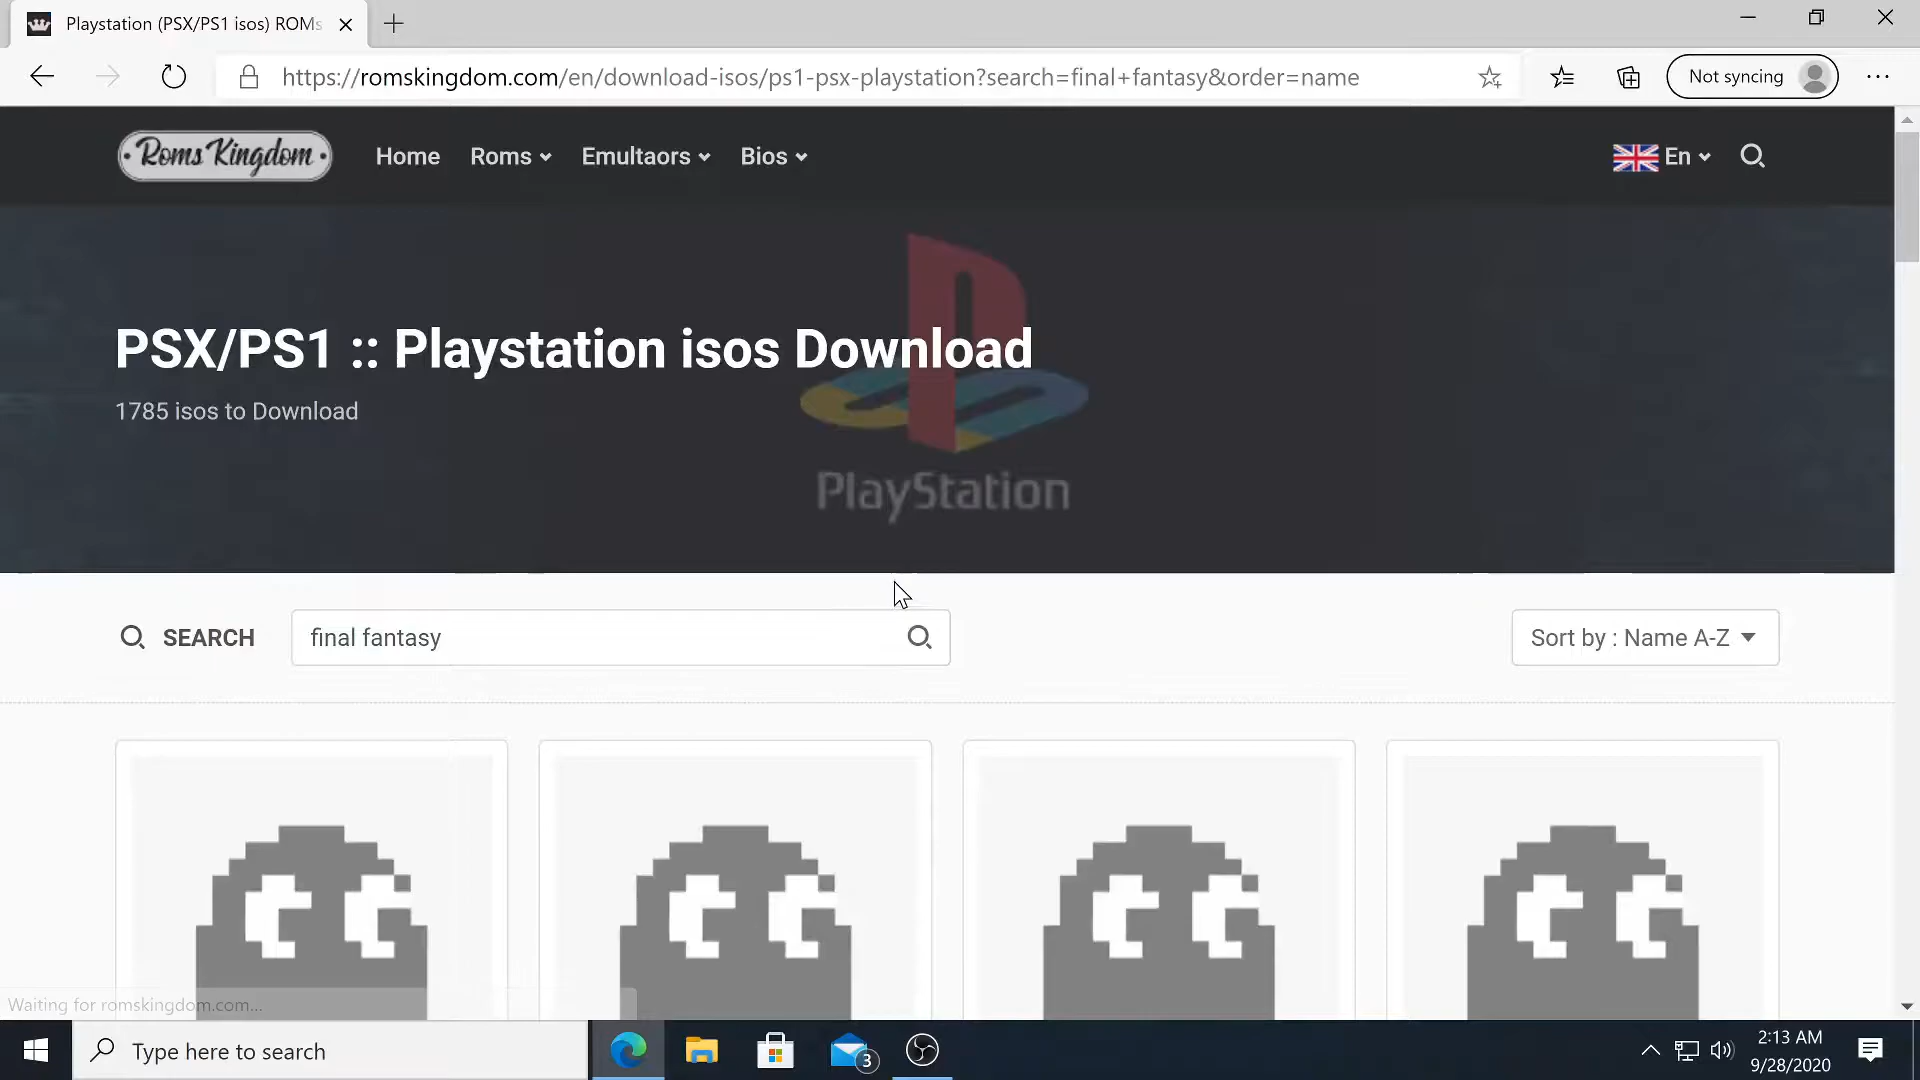 Playstation (PSX/PS1 isos) ROMs
https://romskingdom.com/en/download-isos/ps1-psx-playstation?search=final+fantasy&order=name
Not syncing
Roms Kingdom
Home
Roms
Emultaors
Bios
En
PSX/PS1 :: Playstation isos Download
1785 isos to Download
PlayStation
SEARCH
final fantasy
Sort by : Name A-Z
Waiting for romskingdom.com...
Type here to search
3
2:13 AM
9/28/2020